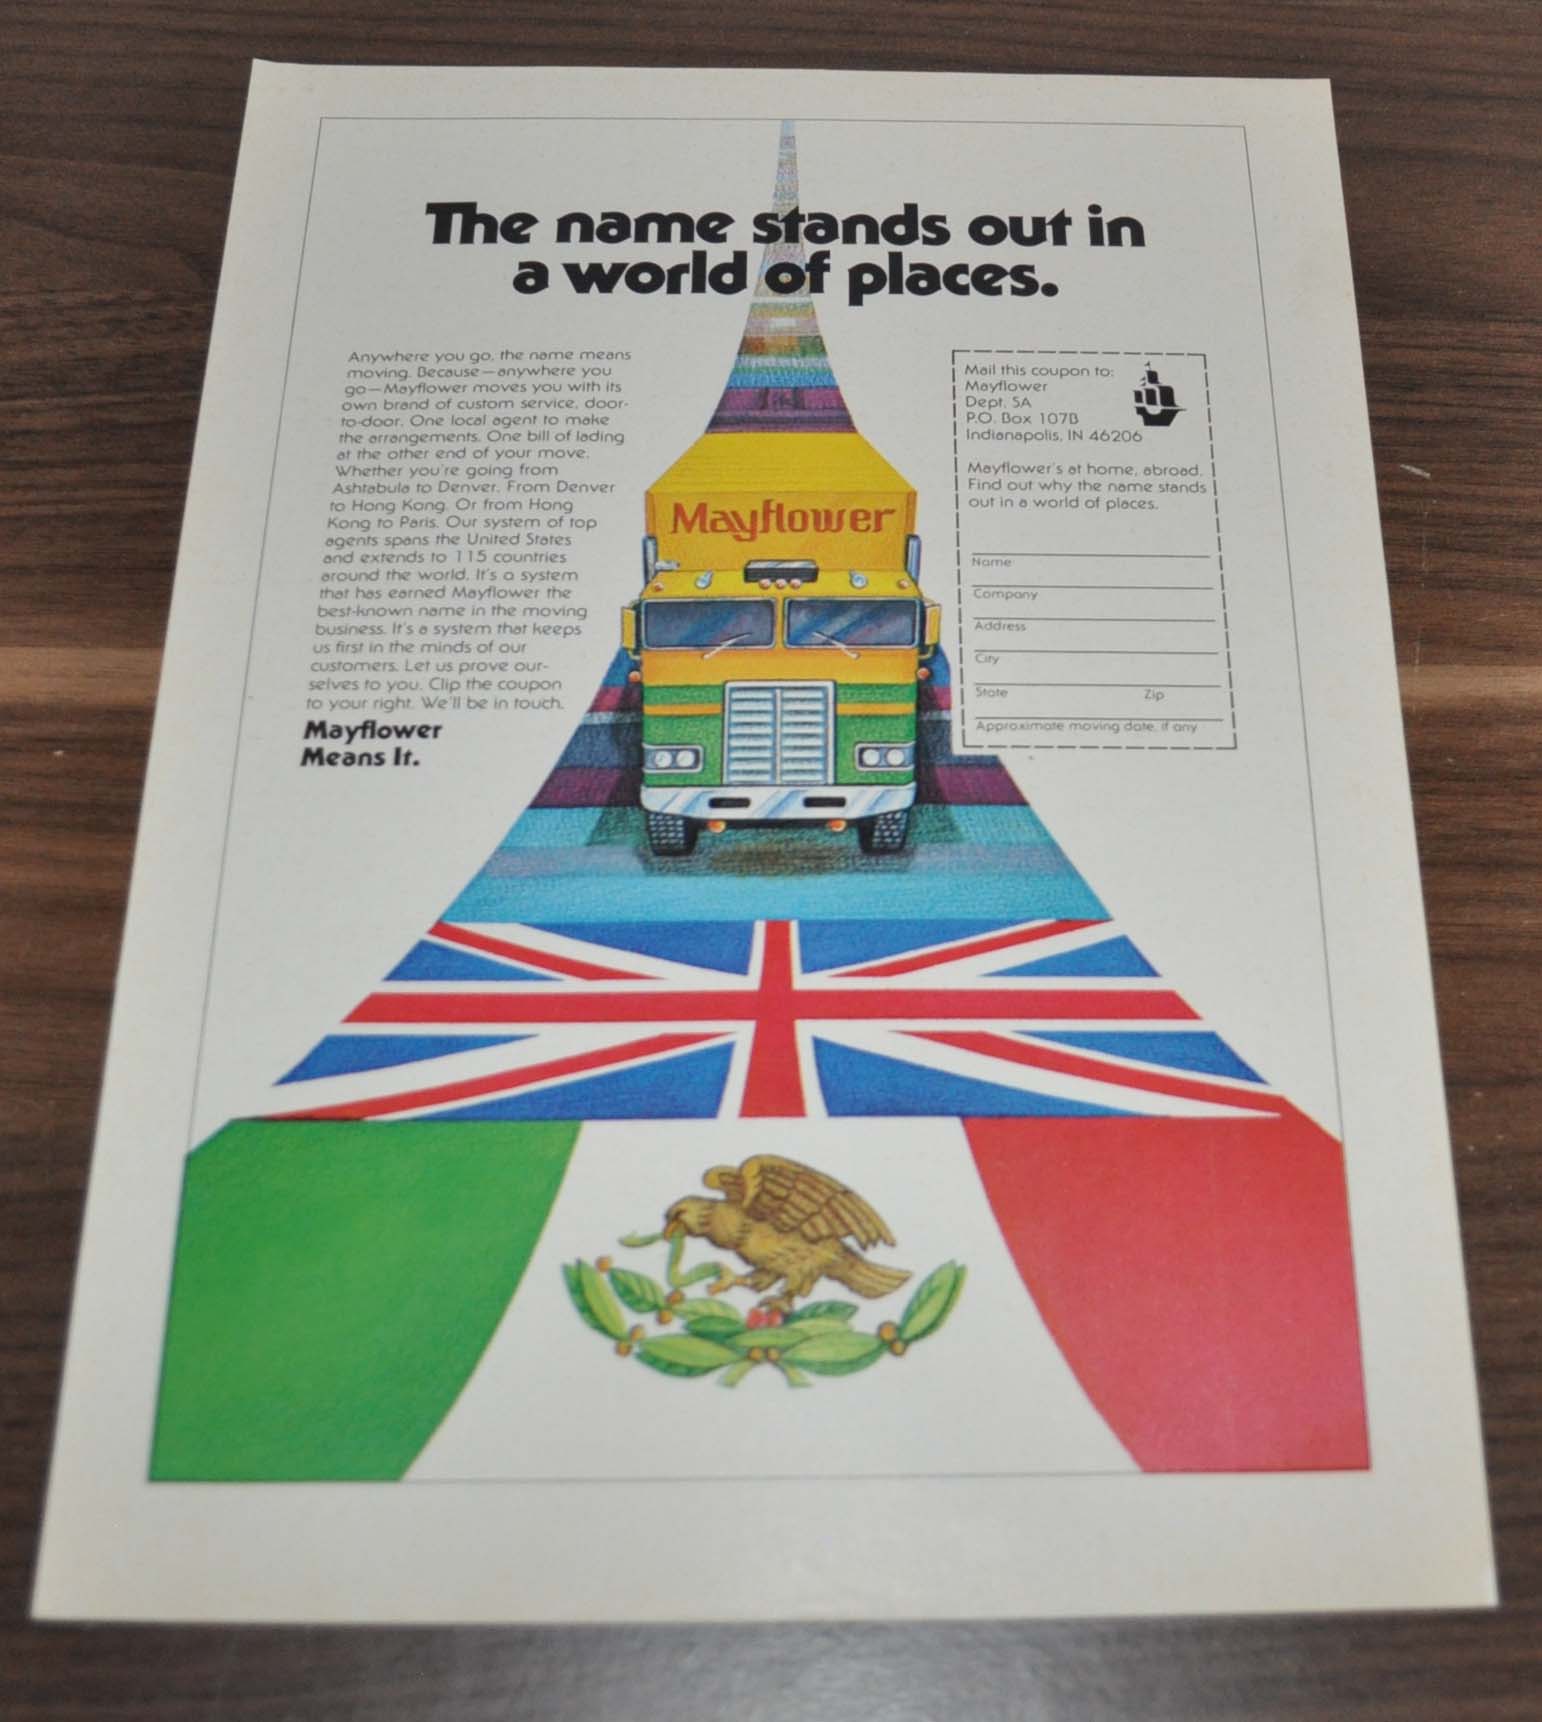 The name stands out in
a world of places.
Anywhere you go, the name means
moving. Because—anywhere you
go—Mayflower moves you with its
own brand of custom service, door-
to-door. One local agent to make
the arrangements. One bill of lading
at the other end of your move.
Whether you're going from
Ashtabula to Denver. From Denver
to Hong Kong. Or from Hong
Kong to Paris. Our system of top
agents spans the United States
and extends to 115 countries
around the world. It's a system
that has earned Mayflower the
best-known name in the moving
business. It's a system that keeps
us first in the minds of our
customers. Let us prove our-
selves to you. Clip the coupon
to your right. We'll be in touch.
Mayflower
Means It.
Mayflower
Mail this coupon to:
Mayflower
Dept. SA
P.O. Box 107B
Indianapolis, IN 46206
Mayflower's at home, abroad.
Find out why the name stands
out in a world of places.
Name
Company
Address
City
State Zip
Approximate moving date, if any